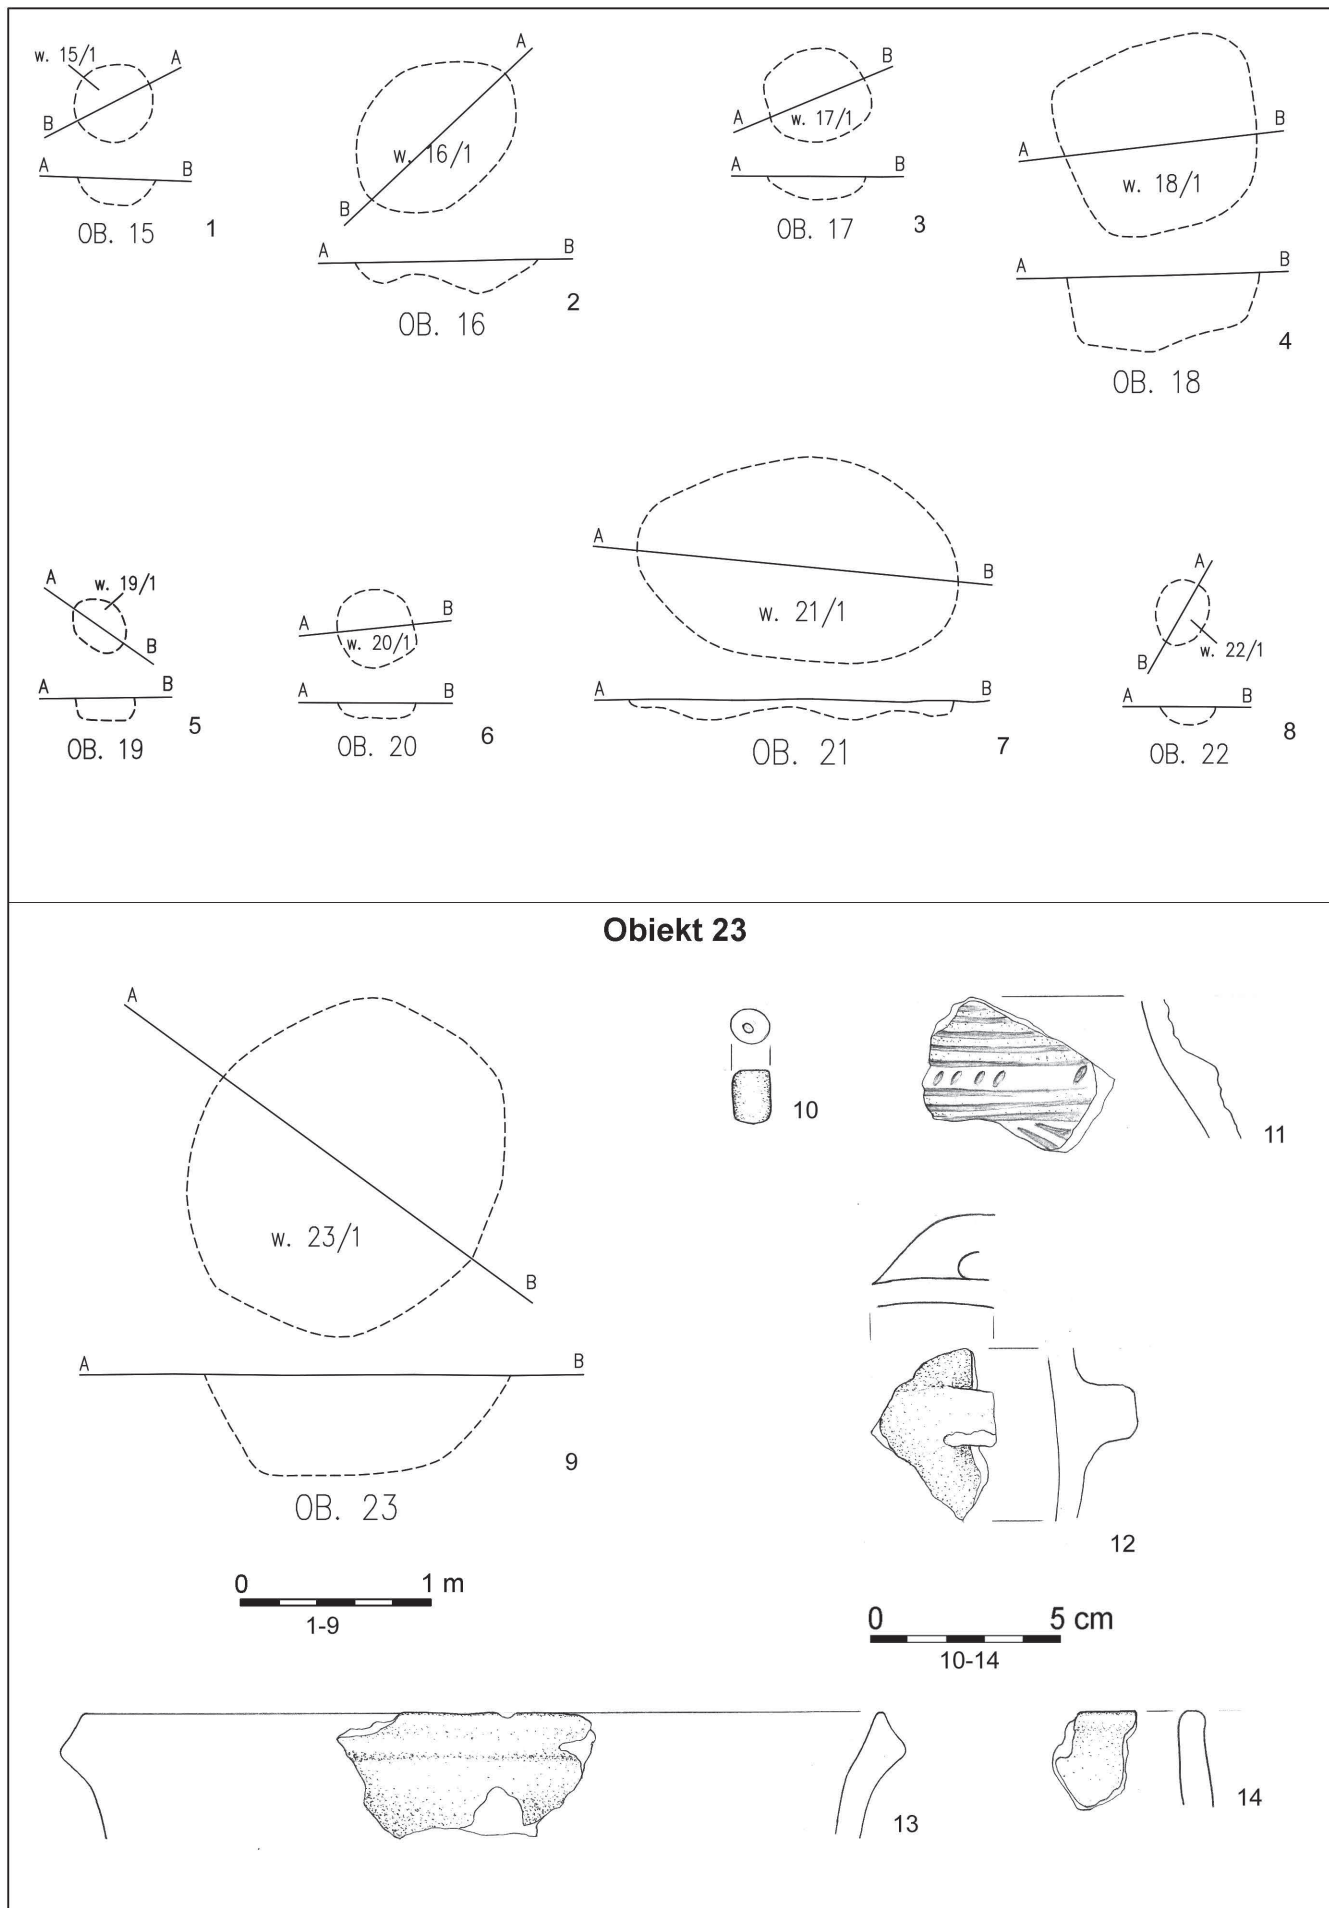 w. 15/1
A
B
A
B
OB. 15
1
A
w. 16/1
B
A
B
OB. 16
2
B
A
w. 17/1
A
B
OB. 17
3
B
A
w. 18/1
A
B
OB. 18
4
A
w. 19/1
B
A
B
OB. 19
5
A
B
w. 20/1
A
B
OB. 20
6
A
B
w. 21/1
A
B
OB. 21
7
A
B
w. 22/1
A
B
OB. 22
8
Obiekt 23
A
w. 23/1
B
A
B
OB. 23
9
10
11
12
0 1 m
1-9
0 5 cm
10-14
13
14